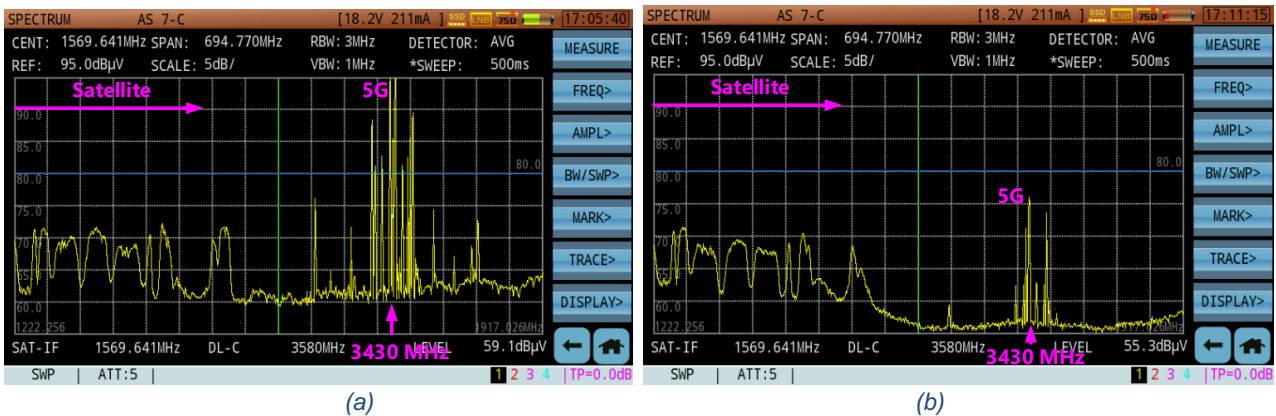 SPECTRUM AS 7-C [18.2V 211mA ] SSD LNB 75Ω 17:05:40
CENT: 1569.641MHz SPAN: 694.770MHz RBW: 3MHz DETECTOR: AVG
REF: 95.0dBµV SCALE: 5dB/ VBW: 1MHz *SWEEP: 500ms
MEASURE
FREQ>
AMPL>
BW/SWP>
MARK>
TRACE>
DISPLAY>
Satellite
5G
90.0
85.0
80.0
80.0
75.0
70.0
65.0
60.0
1222.256
1917.026MHz
3430 MHz
SAT-IF 1569.641MHz DL-C 3580MHz LEVEL 59.1dBµV
SWP | ATT:5 | 1 2 3 4 |TP=0.0dB
(a)
SPECTRUM AS 7-C [18.2V 211mA ] SSD LNB 75Ω 17:11:15
CENT: 1569.641MHz SPAN: 694.770MHz RBW: 3MHz DETECTOR: AVG
REF: 95.0dBµV SCALE: 5dB/ VBW: 1MHz *SWEEP: 500ms
MEASURE
FREQ>
AMPL>
BW/SWP>
MARK>
TRACE>
DISPLAY>
Satellite
5G
90.0
85.0
80.0
80.0
75.0
70.0
65.0
60.0
1222.256
3430 MHz
SAT-IF 1569.641MHz DL-C 3580MHz LEVEL 55.3dBµV
SWP | ATT:5 | 1 2 3 4 |TP=0.0dB
(b)